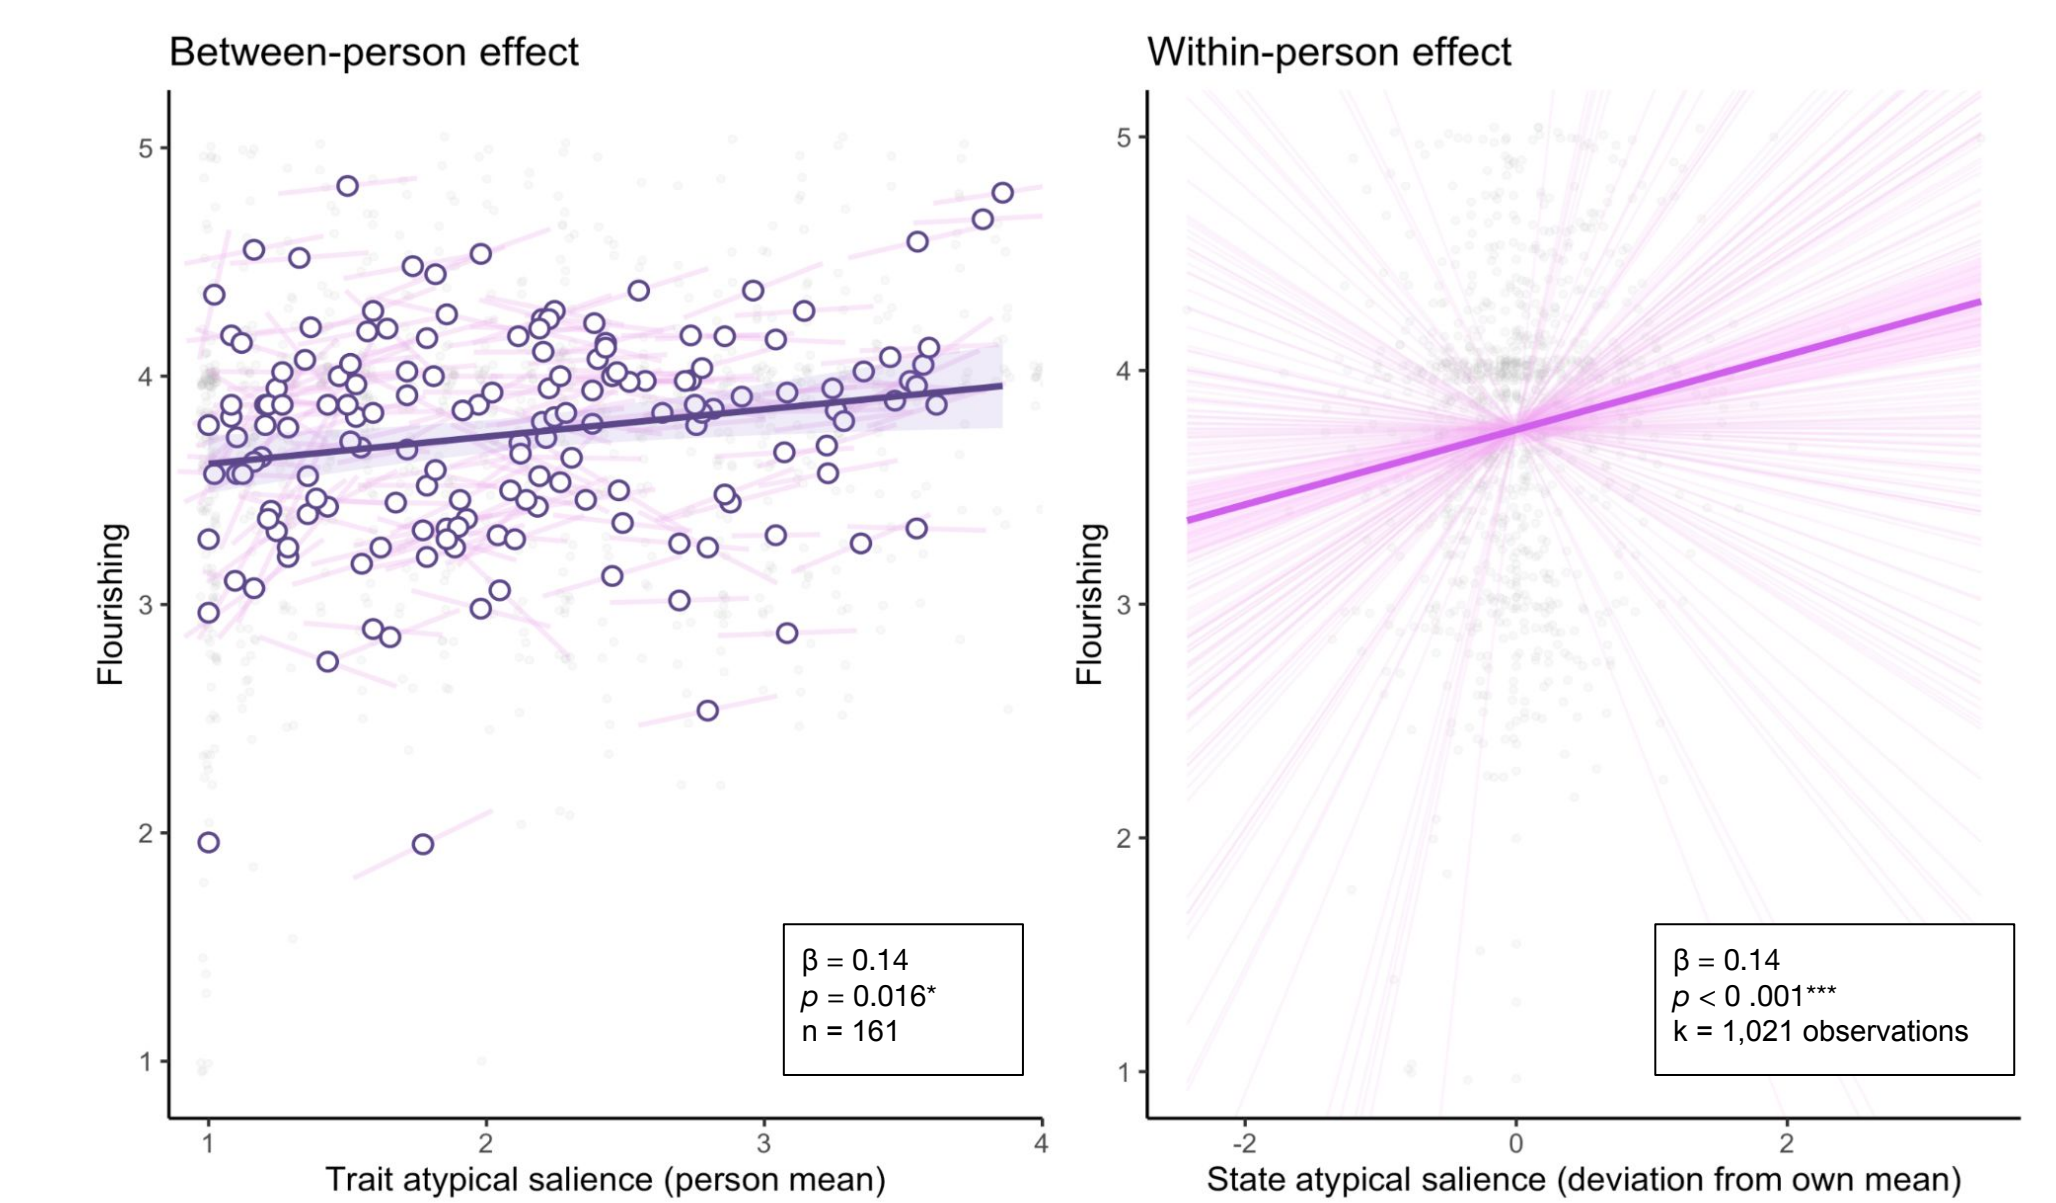 Between-person effect
Flourishing
5
4
3
2
1
1
2
3
4
Trait atypical salience (person mean)
β = 0.14
p = 0.016*
n = 161
Within-person effect
Flourishing
5
4
3
2
1
-2
0
2
State atypical salience (deviation from own mean)
β = 0.14
p < 0 .001***
k = 1,021 observations